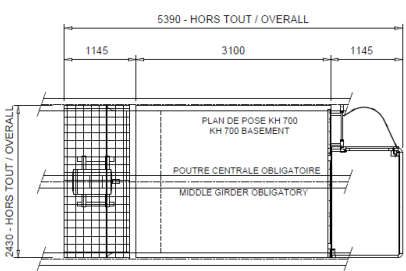 5390 - HORS TOUT / OVERALL
1145
3100
1145
PLAN DE POSE KH 700
KH 700 BASEMENT
POUTRE CENTRALE OBLIGATOIRE
MIDDLE GIRDER OBLIGATORY
2430 - HORS TOUT / OVERALL